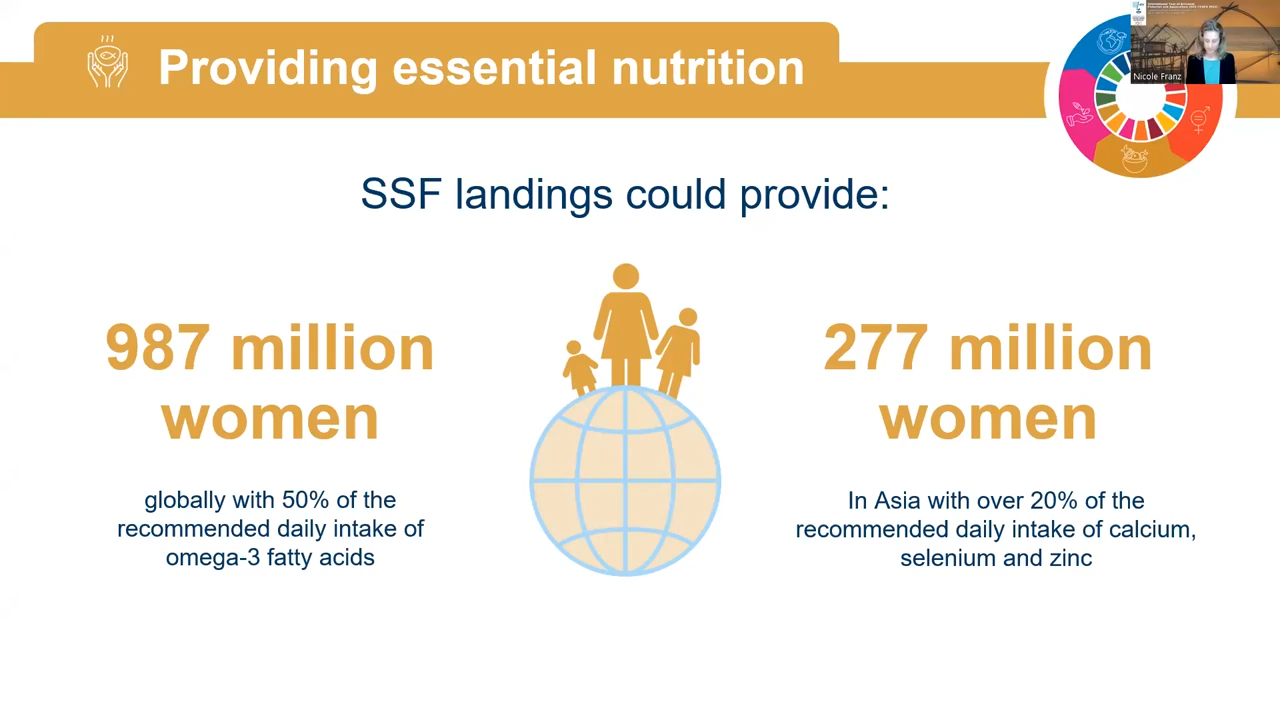 Providing essential nutrition
Nicole Franz
SSF landings could provide:
987 million
women
globally with 50% of the
recommended daily intake of
omega-3 fatty acids
277 million
women
In Asia with over 20% of the
recommended daily intake of calcium,
selenium and zinc